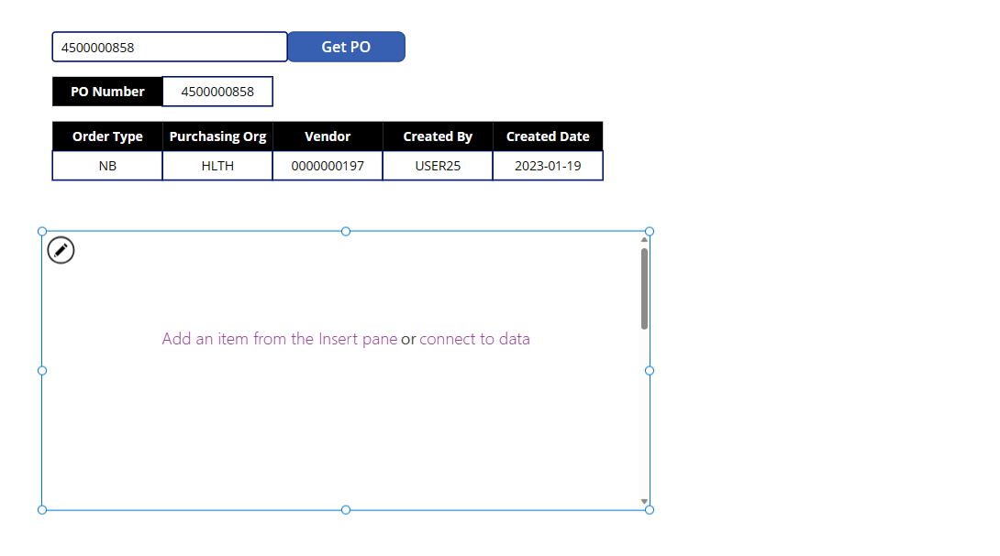 4500000858 Get PO
PO Number 4500000858
Order Type Purchasing Org Vendor Created By Created Date
NB HLTH 0000000197 USER25 2023-01-19
Add an item from the Insert pane or connect to data